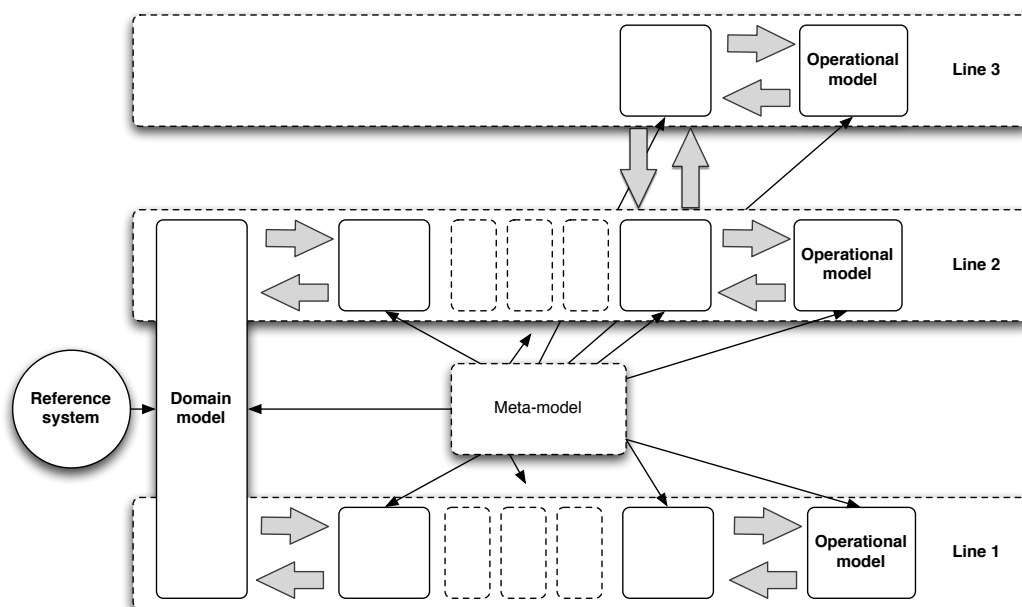 Operational
model
Line 3
Operational
model
Line 2
Reference
system
Domain
model
Meta-model
Operational
model
Line 1